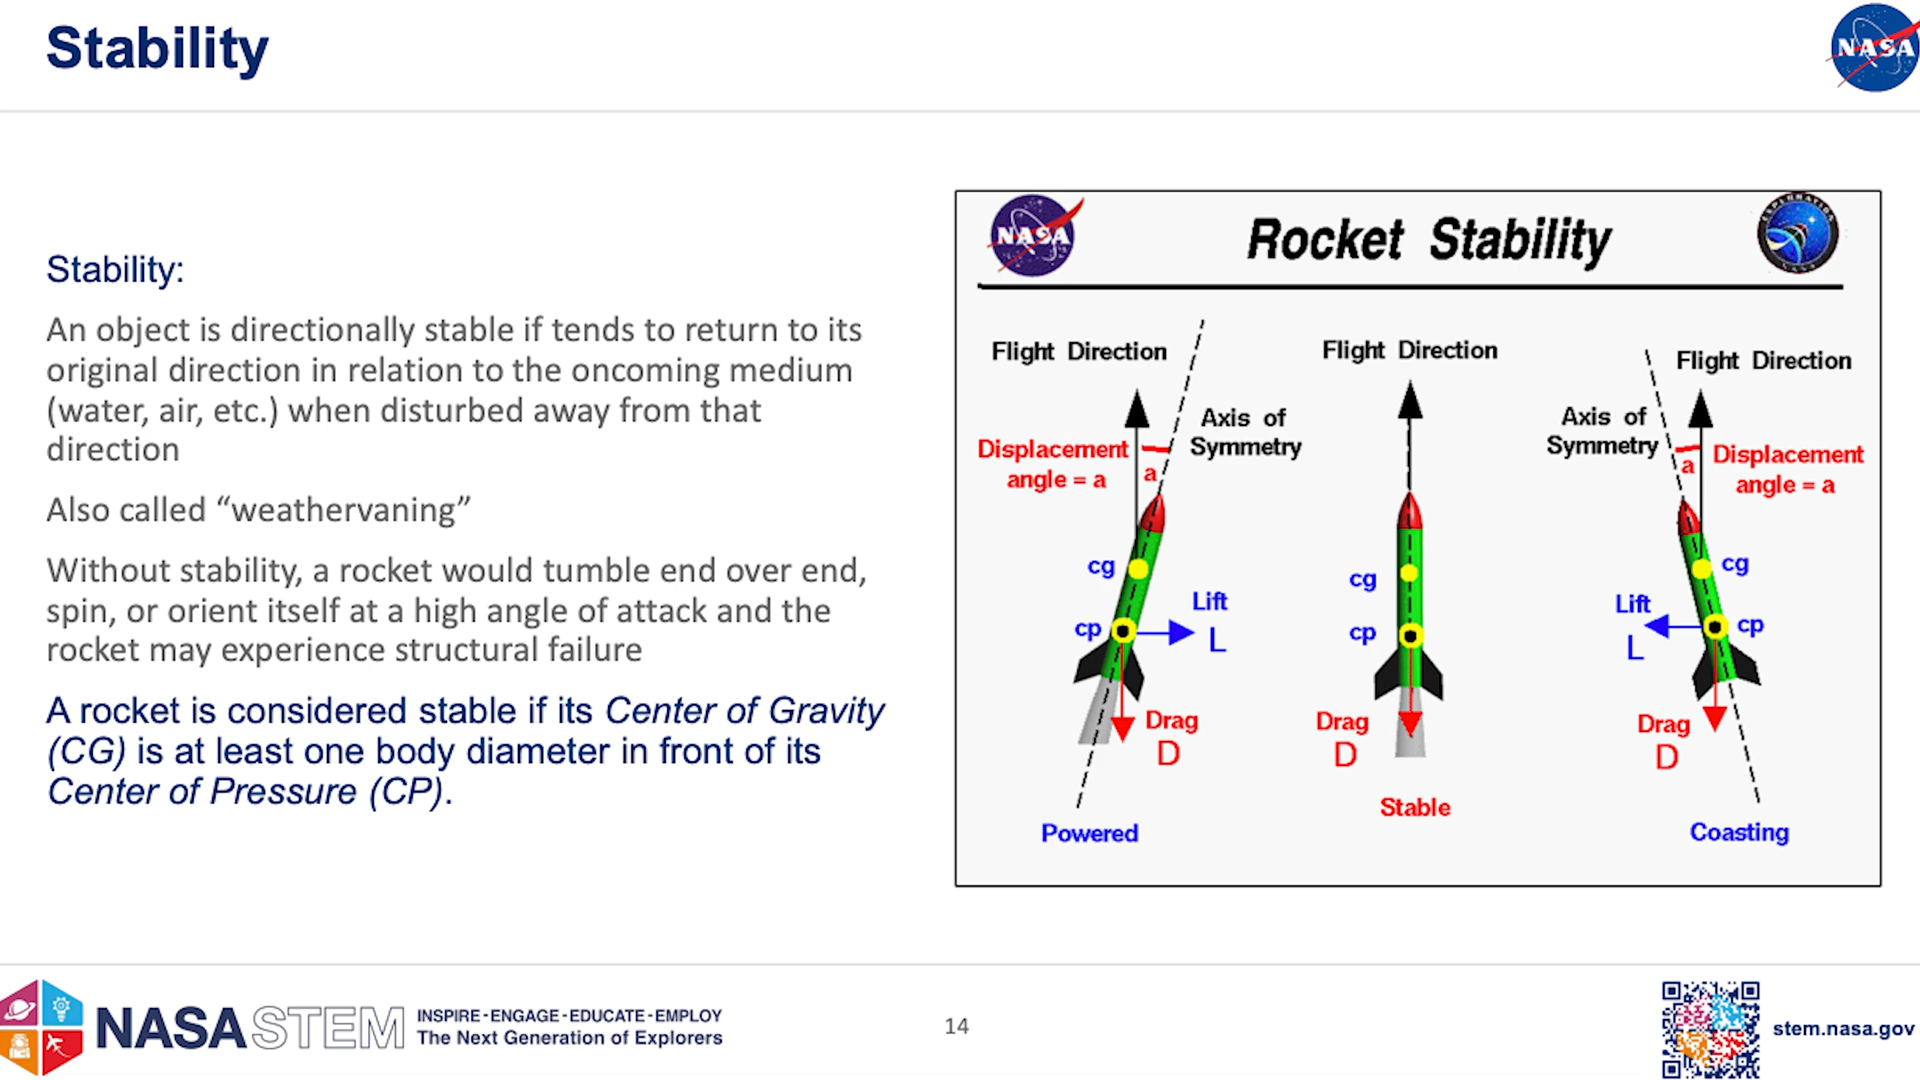 Stability
NASA
Stability:
An object is directionally stable if tends to return to its
original direction in relation to the oncoming medium
(water, air, etc.) when disturbed away from that
direction
Also called “weathervaning”
Without stability, a rocket would tumble end over end,
spin, or orient itself at a high angle of attack and the
rocket may experience structural failure
A rocket is considered stable if its Center of Gravity
(CG) is at least one body diameter in front of its
Center of Pressure (CP).
NASA
Rocket Stability
EXPLORATION
NASA
Flight Direction
Axis of
Symmetry
Displacement
angle = a
a
cg
cp
Lift
L
Drag
D
Powered
Flight Direction
cg
cp
Drag
D
Stable
Flight Direction
Axis of
Symmetry
a
Displacement
angle = a
cg
Lift
L
cp
Drag
D
Coasting
NASA STEM
INSPIRE - ENGAGE - EDUCATE - EMPLOY
The Next Generation of Explorers
14
stem.nasa.gov